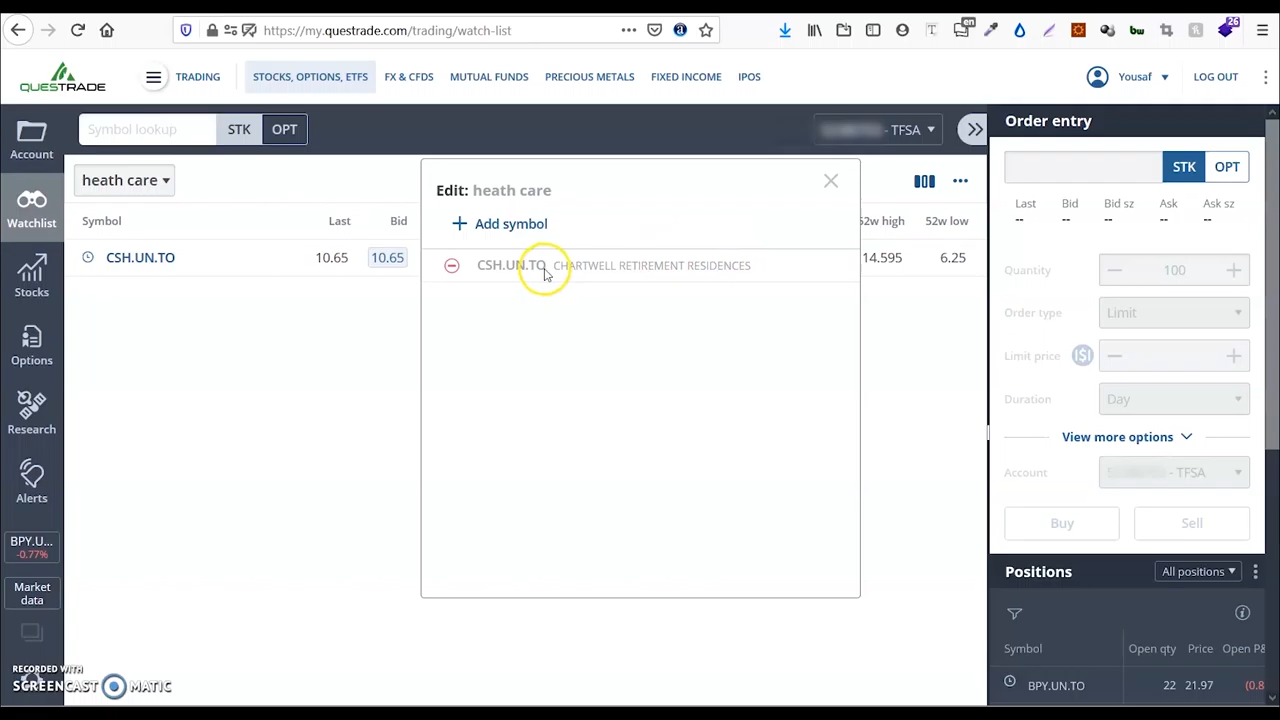 https://my.questrade.com/trading/watch-list
en
26
T
a
bw
QUESTRADE
TRADING
STOCKS, OPTIONS, ETFS
FX & CFDS
MUTUAL FUNDS
PRECIOUS METALS
FIXED INCOME
IPOS
Yousaf
LOG OUT
Account
Symbol lookup
STK
OPT
- TFSA
Order entry
Watchlist
heath care
Edit: heath care
STK
OPT
Symbol
Last
Bid
+ Add symbol
52w high
52w low
Last
Bid
Bid sz
Ask
Ask sz
--
--
--
--
--
CSH.UN.TO
10.65
10.65
CSH.UN.TO CHARTWELL RETIREMENT RESIDENCES
14.595
6.25
Stocks
Quantity
— 100 +
Order type
Limit
Options
Limit price
($)
— +
Duration
Day
Research
View more options
Account
- TFSA
Alerts
Buy
Sell
BPY.U...
-0.77%
Positions
All positions
Market
data
Symbol
Open qty
Price
Open P&
BPY.UN.TO
22
21.97
(0.8
RECORDED WITH
SCREENCAST MATIC